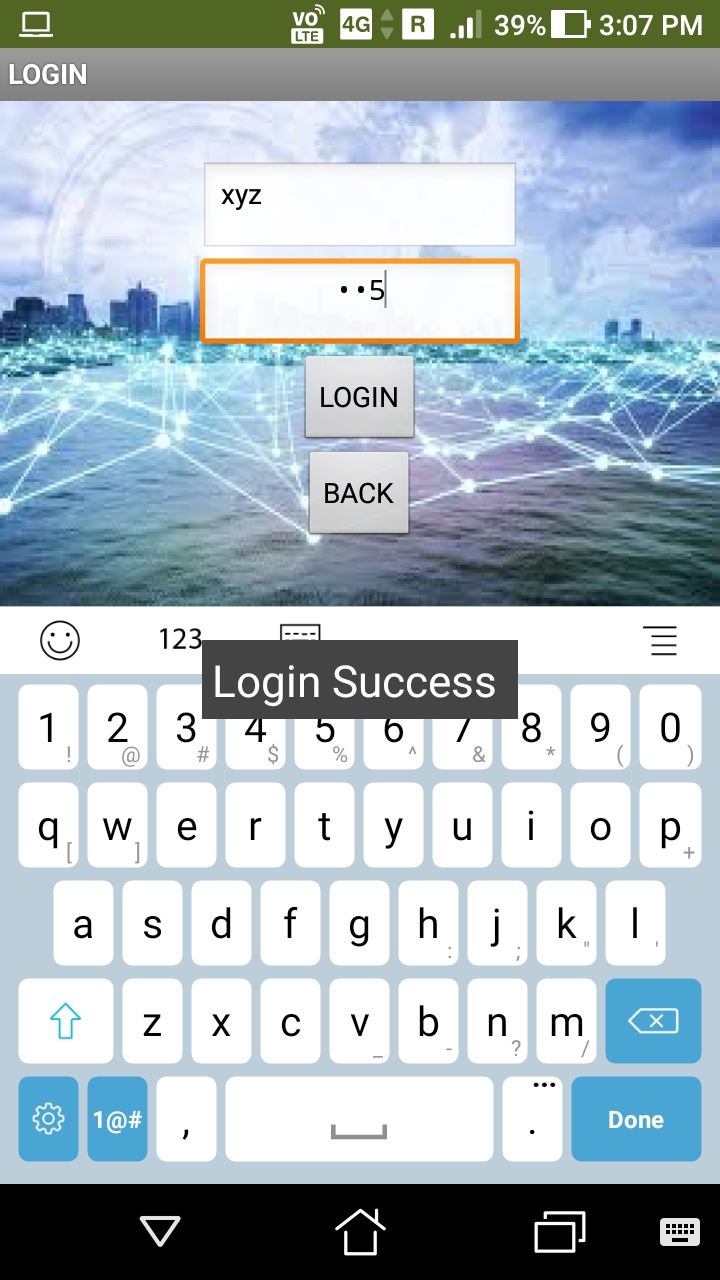 VO LTE 4G R 39% 3:07 PM
LOGIN
xyz
••5
LOGIN
BACK
123
Login Success
1 2 3 4 5 6 7 8 9 0
! @ # $ % ^ & * ( )
q w e r t y u i o p
[ ] +
a s d f g h j k l
: ; " '
z x c v b n m
_ - ? /
1@# , . ... Done